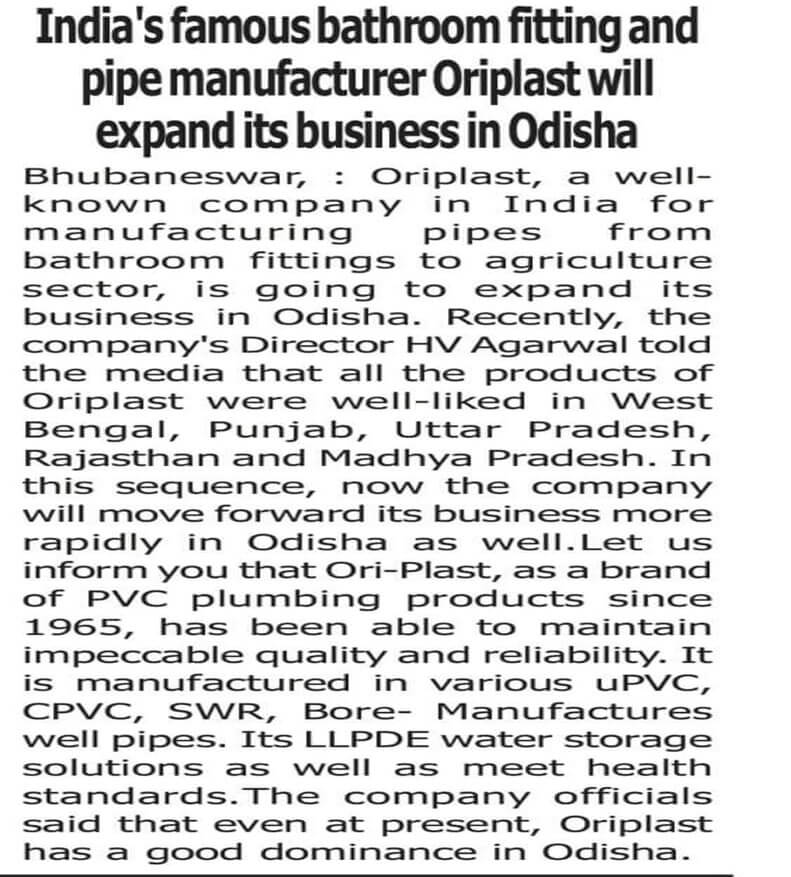 India's famous bathroom fitting and
pipe manufacturer Oriplast will
expand its business in Odisha
Bhubaneswar, : Oriplast, a well-
known company in India for
manufacturing pipes from
bathroom fittings to agriculture
sector, is going to expand its
business in Odisha. Recently, the
company's Director HV Agarwal told
the media that all the products of
Oriplast were well-liked in West
Bengal, Punjab, Uttar Pradesh,
Rajasthan and Madhya Pradesh. In
this sequence, now the company
will move forward its business more
rapidly in Odisha as well.Let us
inform you that Ori-Plast, as a brand
of PVC plumbing products since
1965, has been able to maintain
impeccable quality and reliability. It
is manufactured in various uPVC,
CPVC, SWR, Bore- Manufactures
well pipes. Its LLPDE water storage
solutions as well as meet health
standards.The company officials
said that even at present, Oriplast
has a good dominance in Odisha.